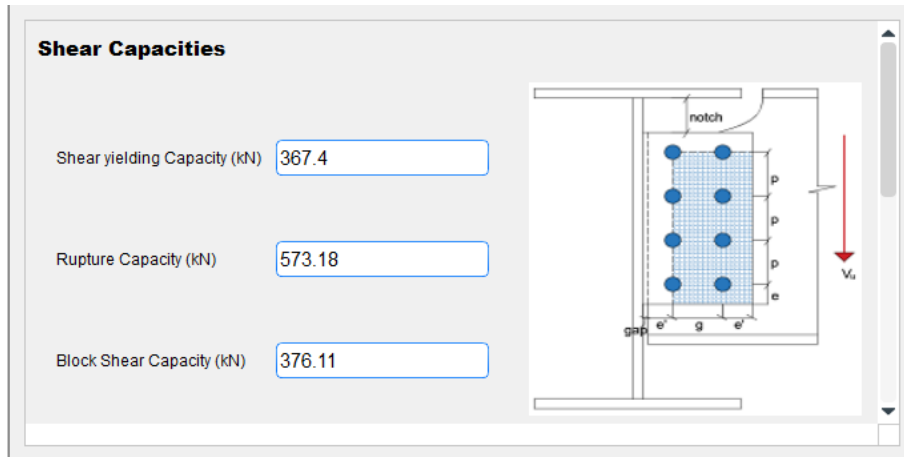 Shear Capacities
Shear yielding Capacity (kN) 367.4
Rupture Capacity (kN) 573.18
Block Shear Capacity (kN) 376.11
notch
p
p
p
e
Vᵤ
gap e' g e'